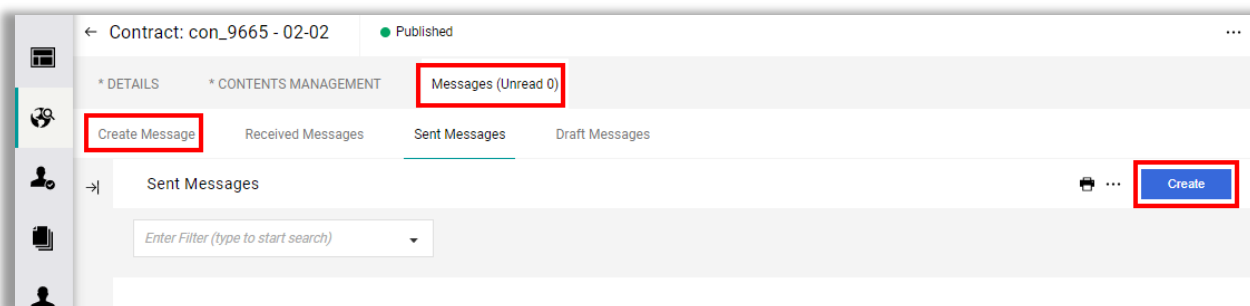 ← Contract: con_9665 - 02-02 ● Published ...
* DETAILS * CONTENTS MANAGEMENT Messages (Unread 0)
Create Message Received Messages Sent Messages Draft Messages
Sent Messages ... Create
Enter Filter (type to start search)